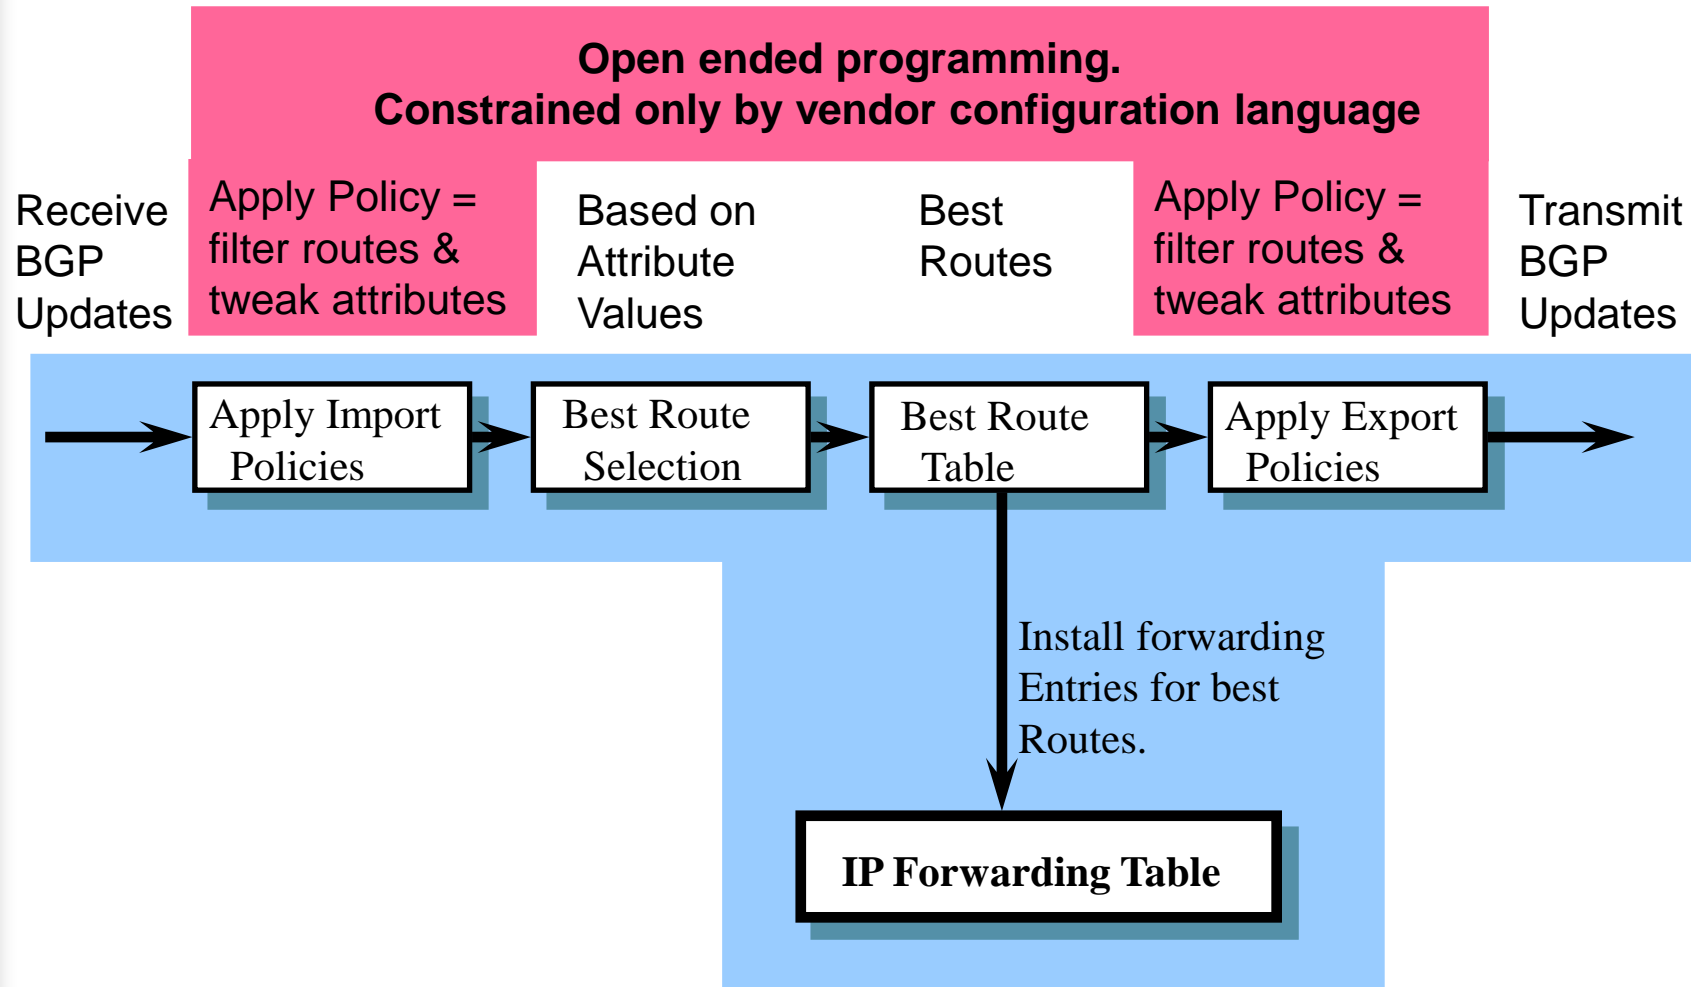 Open ended programming.
Constrained only by vendor configuration language
Receive
BGP
Updates
Apply Policy =
filter routes &
tweak attributes
Based on
Attribute
Values
Best
Routes
Apply Policy =
filter routes &
tweak attributes
Transmit
BGP
Updates
Apply Import
Policies
Best Route
Selection
Best Route
Table
Apply Export
Policies
Install forwarding
Entries for best
Routes.
IP Forwarding Table